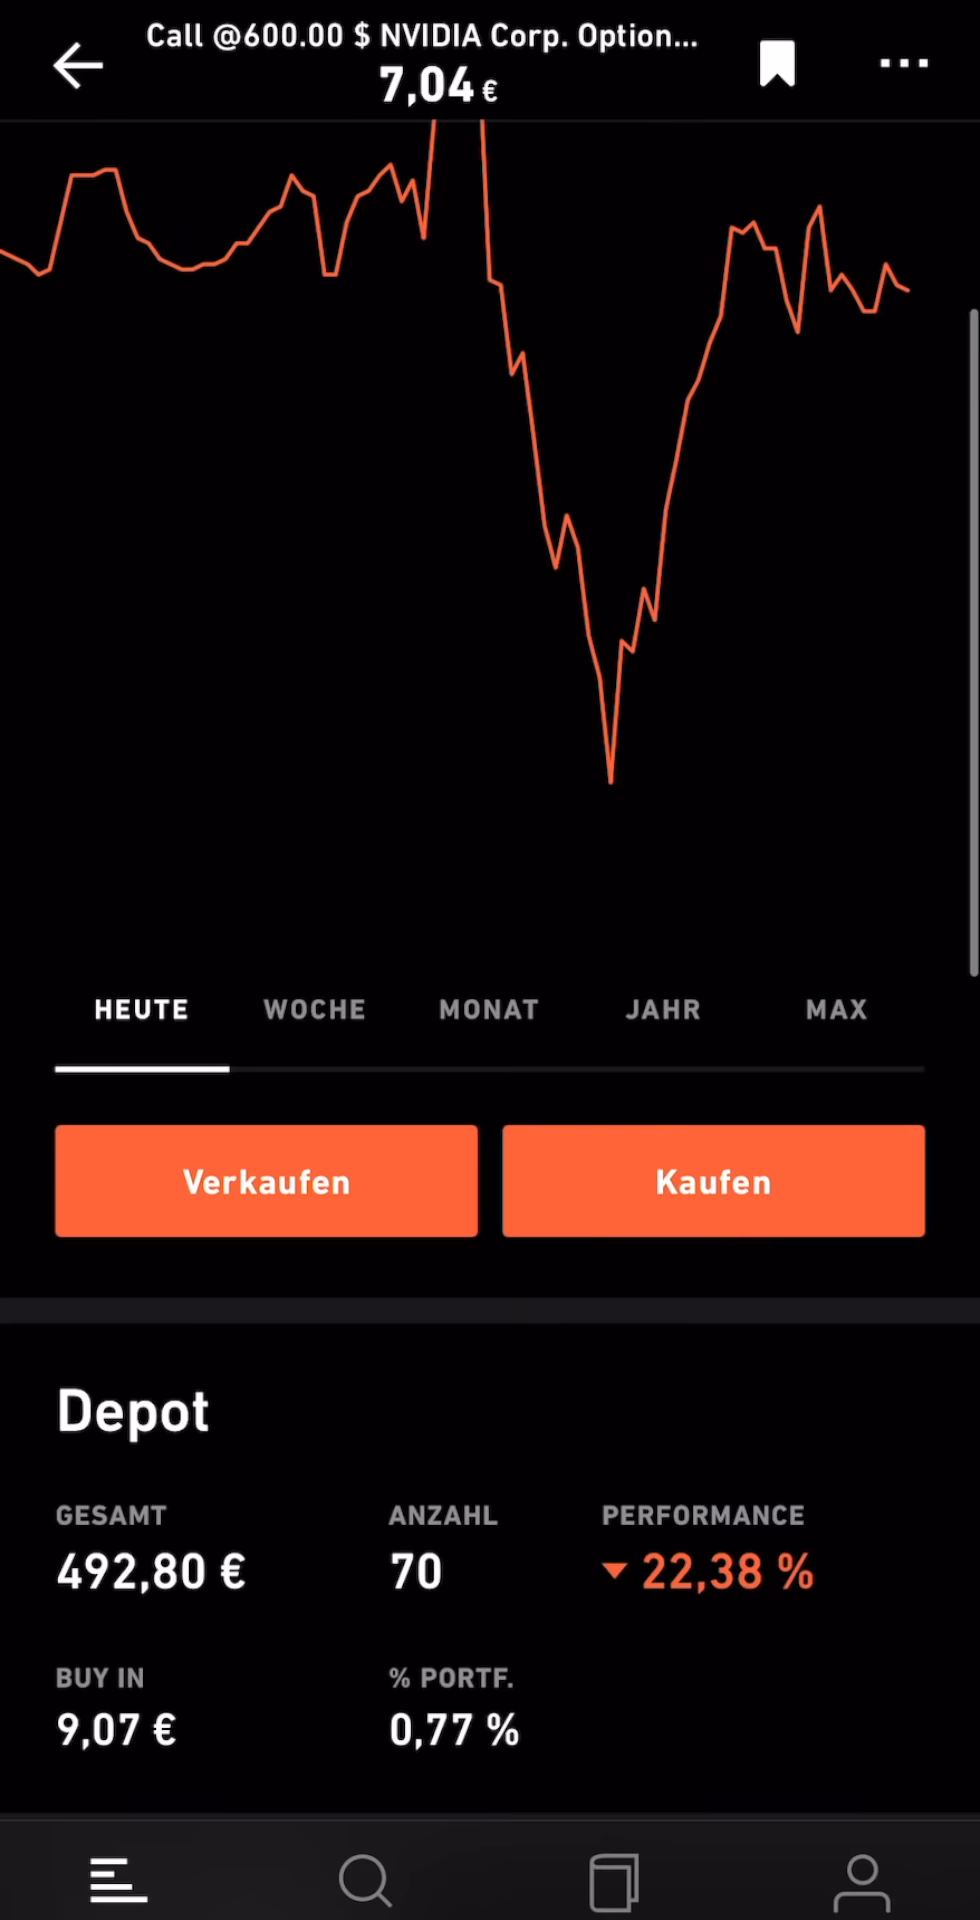 Call @600.00 $ NVIDIA Corp. Option...
7,04 €
HEUTE WOCHE MONAT JAHR MAX
Verkaufen Kaufen
Depot
GESAMT ANZAHL PERFORMANCE
492,80 € 70 22,38 %
BUY IN % PORTF.
9,07 € 0,77 %